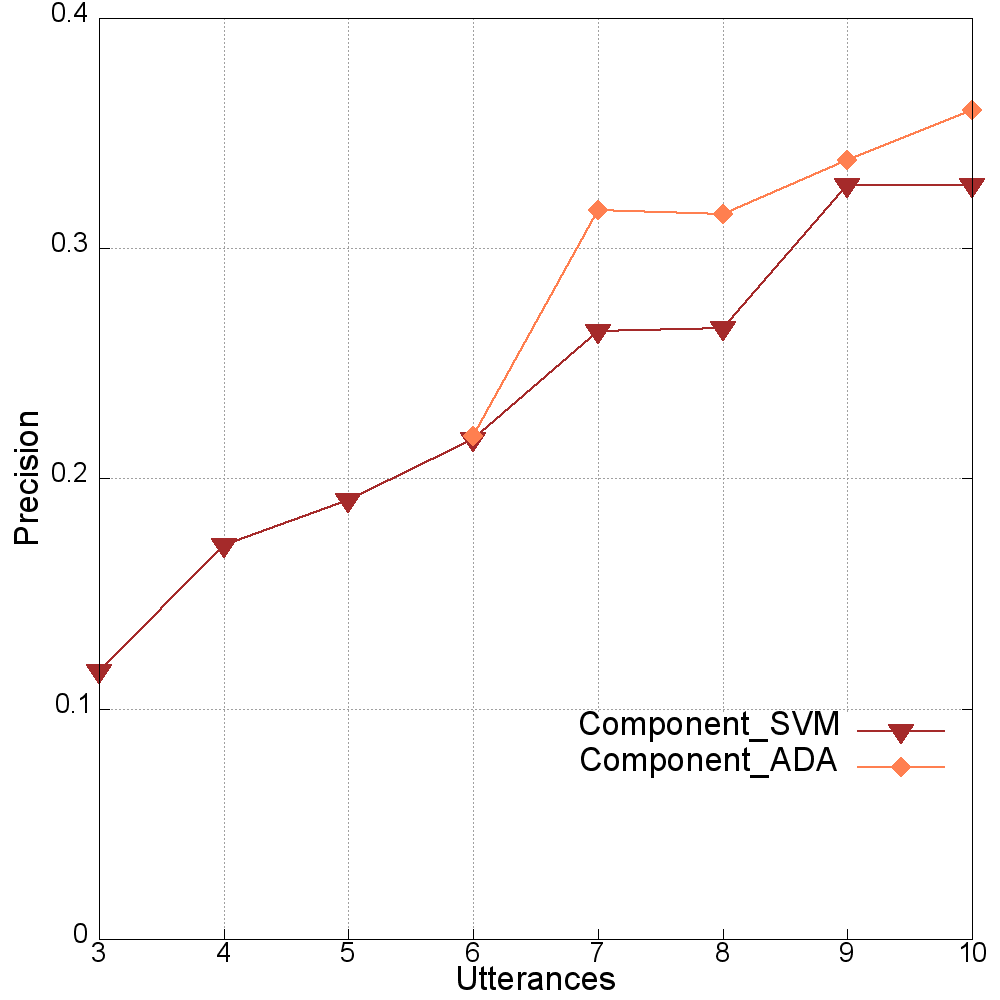 0.4
0.3
0.2
0.1
0
Precision
Component_SVM
Component_ADA
3 4 5 6 7 8 9 10
Utterances